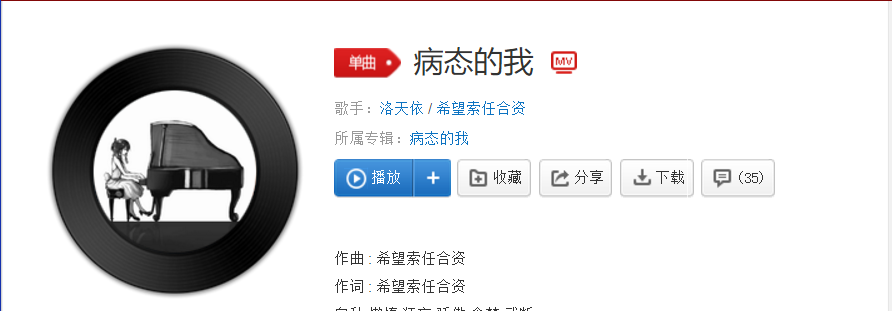 单曲 病态的我 MV
歌手：洛天依 / 希望索任合资
所属专辑：病态的我
播放 + 收藏 分享 下载 (35)
作曲 : 希望索任合资
作词 : 希望索任合资